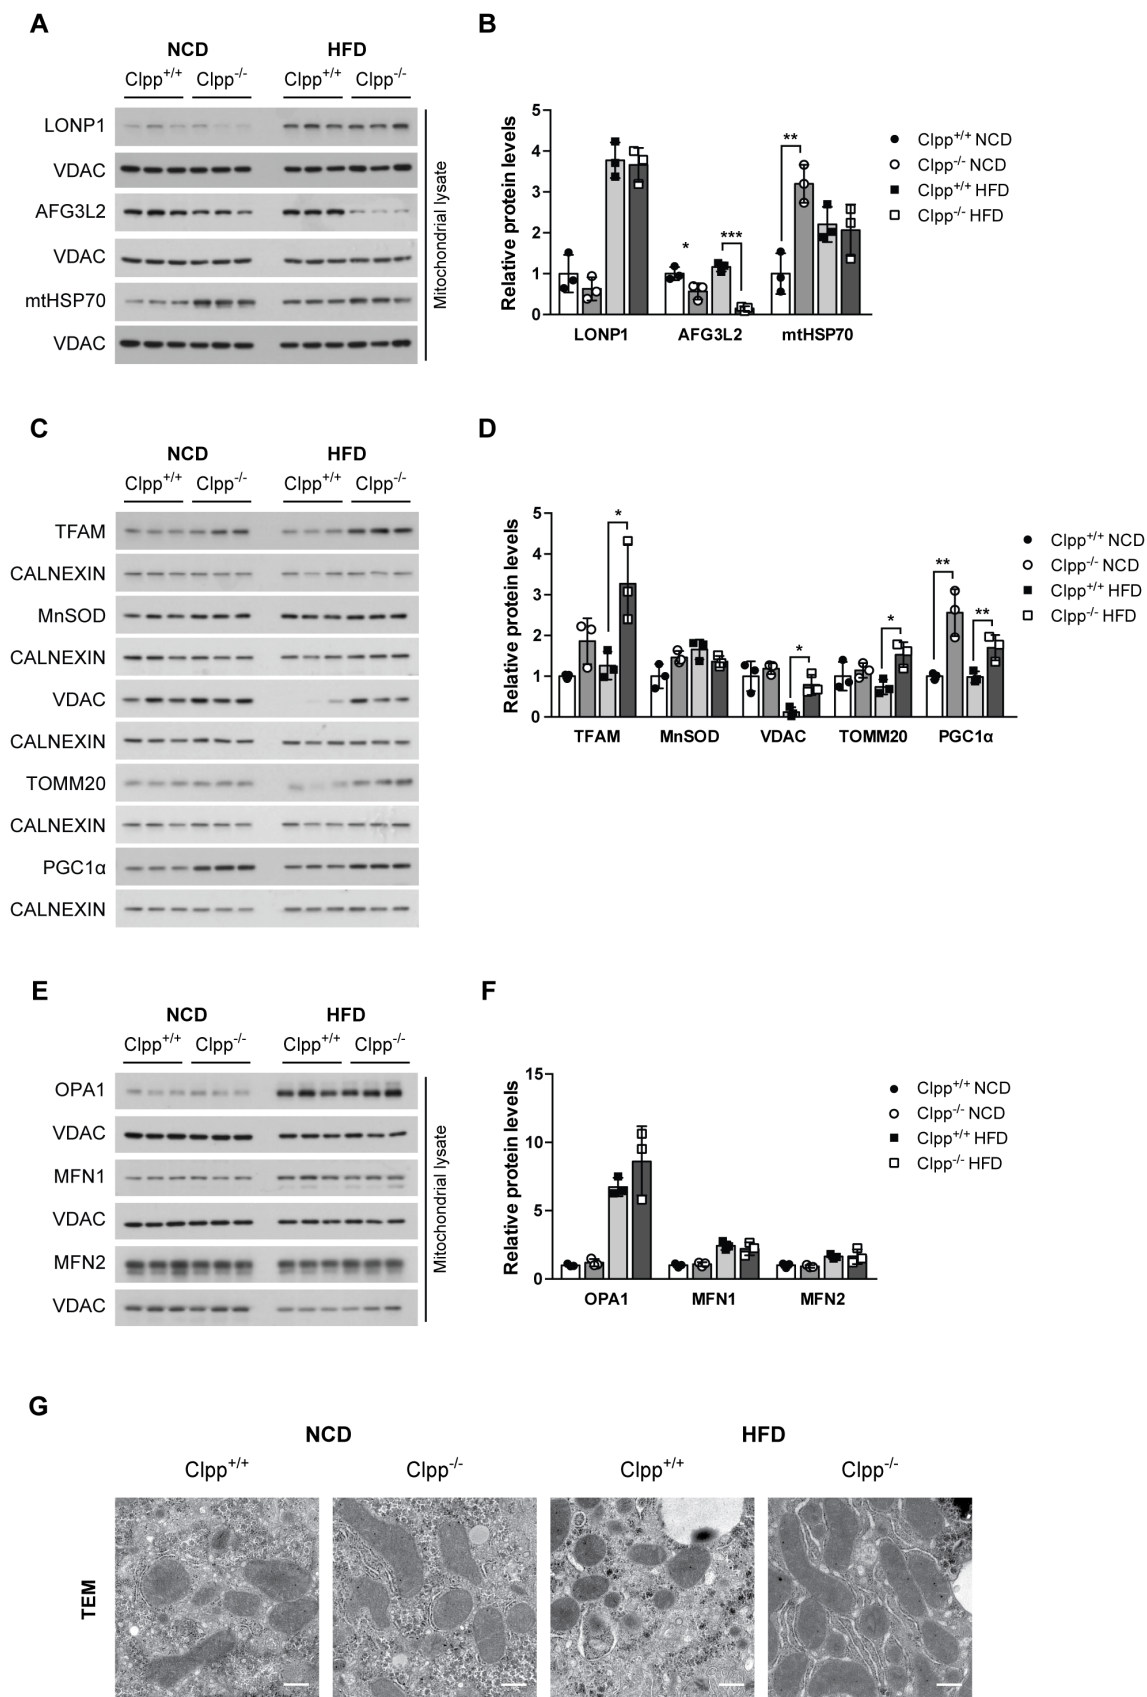 A
NCD HFD
Clpp+/+ Clpp-/- Clpp+/+ Clpp-/-
LONP1
VDAC
AFG3L2
VDAC
mtHSP70
VDAC
Mitochondrial lysate
B
Relative protein levels
5
4
3
2
1
0
* *** **
LONP1 AFG3L2 mtHSP70
Clpp+/+ NCD
Clpp-/- NCD
Clpp+/+ HFD
Clpp-/- HFD
C
NCD HFD
Clpp+/+ Clpp-/- Clpp+/+ Clpp-/-
TFAM
CALNEXIN
MnSOD
CALNEXIN
VDAC
CALNEXIN
TOMM20
CALNEXIN
PGC1α
CALNEXIN
D
Relative protein levels
5
4
3
2
1
0
* * * ** **
TFAM MnSOD VDAC TOMM20 PGC1α
Clpp+/+ NCD
Clpp-/- NCD
Clpp+/+ HFD
Clpp-/- HFD
E
NCD HFD
Clpp+/+ Clpp-/- Clpp+/+ Clpp-/-
OPA1
VDAC
MFN1
VDAC
MFN2
VDAC
Mitochondrial lysate
F
Relative protein levels
15
10
5
0
OPA1 MFN1 MFN2
Clpp+/+ NCD
Clpp-/- NCD
Clpp+/+ HFD
Clpp-/- HFD
G
NCD HFD
Clpp+/+ Clpp-/- Clpp+/+ Clpp-/-
TEM